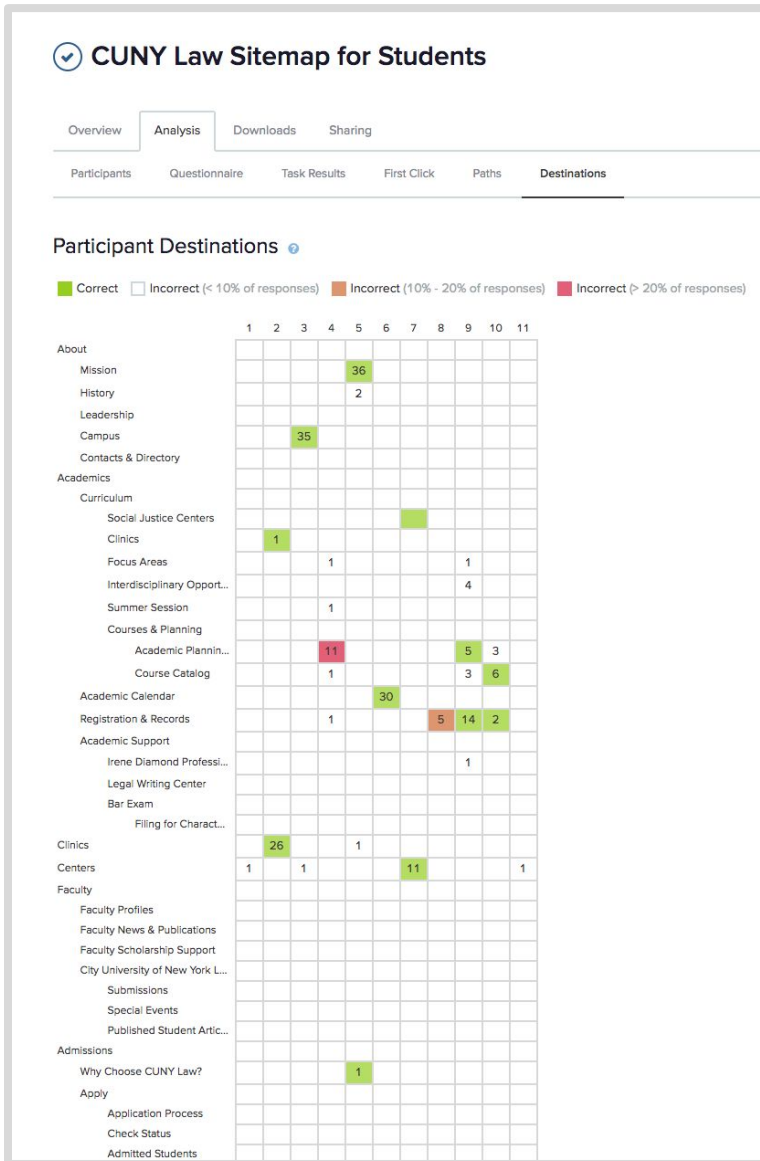 CUNY Law Sitemap for Students
Overview Analysis Downloads Sharing
Participants Questionnaire Task Results First Click Paths Destinations
Participant Destinations ?
Correct Incorrect (< 10% of responses) Incorrect (10% - 20% of responses) Incorrect (> 20% of responses)
1 2 3 4 5 6 7 8 9 10 11
About
Mission 36
History 2
Leadership
Campus 35
Contacts & Directory
Academics
Curriculum
Social Justice Centers
Clinics 1
Focus Areas 1 1
Interdisciplinary Opport... 4
Summer Session 1
Courses & Planning
Academic Plannin... 11 5 3
Course Catalog 1 3 6
Academic Calendar 30
Registration & Records 1 5 14 2
Academic Support
Irene Diamond Professi... 1
Legal Writing Center
Bar Exam
Filing for Charact...
Clinics 26 1
Centers 1 1 11 1
Faculty
Faculty Profiles
Faculty News & Publications
Faculty Scholarship Support
City University of New York L...
Submissions
Special Events
Published Student Artic...
Admissions
Why Choose CUNY Law? 1
Apply
Application Process
Check Status
Admitted Students